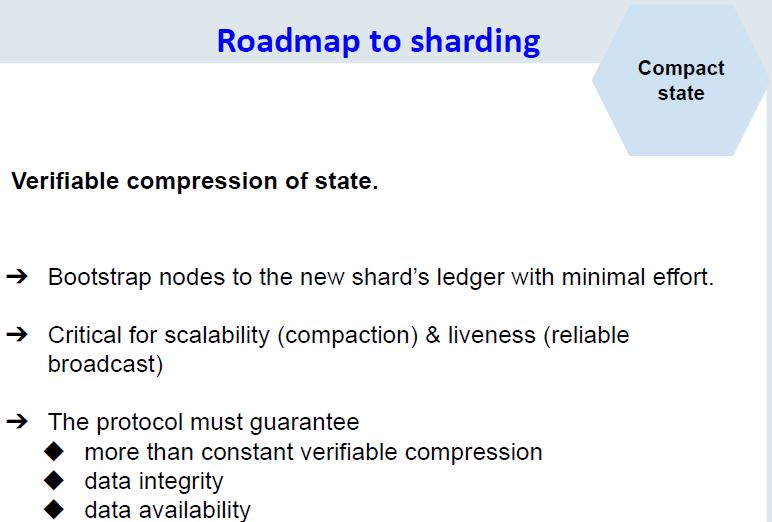 Roadmap to sharding
Compact
state
Verifiable compression of state.
➔ Bootstrap nodes to the new shard's ledger with minimal effort.
➔ Critical for scalability (compaction) & liveness (reliable
broadcast)
➔ The protocol must guarantee
◆ more than constant verifiable compression
◆ data integrity
◆ data availability